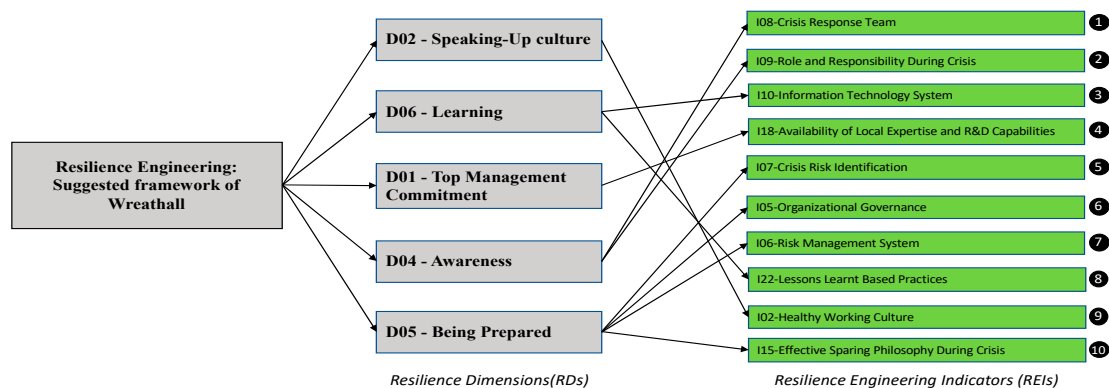 Resilience Engineering:
Suggested framework of
Wreathall
D02 - Speaking-Up culture
D06 - Learning
D01 - Top Management
Commitment
D04 - Awareness
D05 - Being Prepared
Resilience Dimensions(RDs)
I08-Crisis Response Team 1
I09-Role and Responsibility During Crisis 2
I10-Information Technology System 3
I18-Availability of Local Expertise and R&D Capabilities 4
I07-Crisis Risk Identification 5
I05-Organizational Governance 6
I06-Risk Management System 7
I22-Lessons Learnt Based Practices 8
I02-Healthy Working Culture 9
I15-Effective Sparing Philosophy During Crisis 10
Resilience Engineering Indicators (REIs)